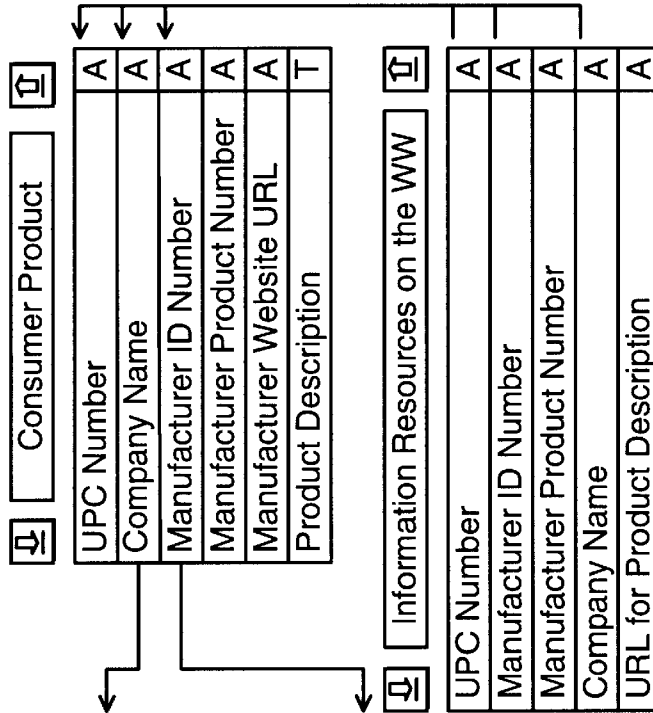 Consumer Product
UPC Number A
Company Name A
Manufacturer ID Number A
Manufacturer Product Number A
Manufacturer Website URL A
Product Description T
Information Resources on the WW
UPC Number A
Manufacturer ID Number A
Manufacturer Product Number A
Company Name A
URL for Product Description A